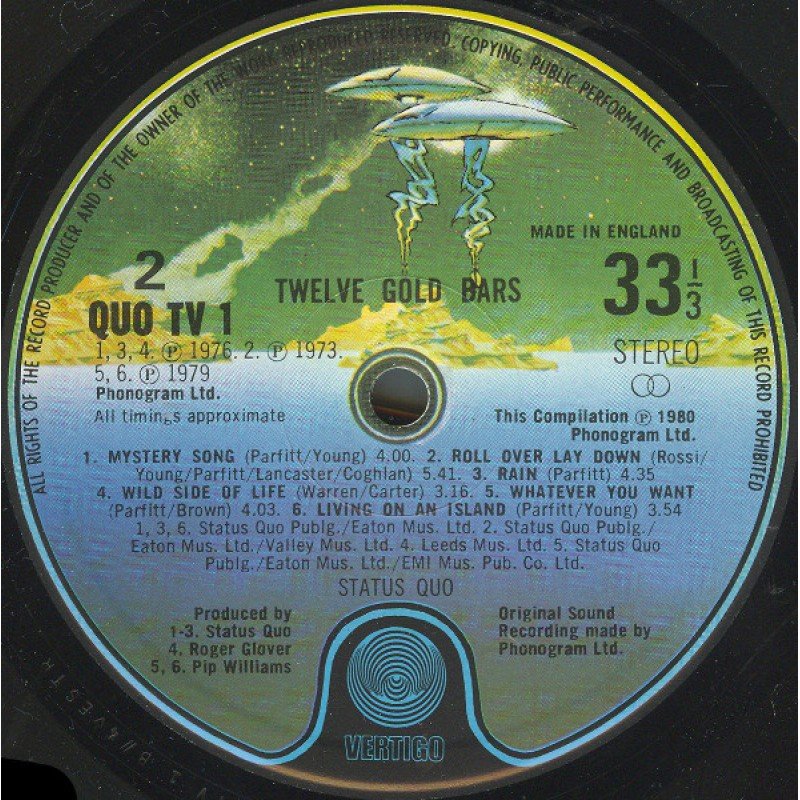 ALL RIGHTS OF THE RECORD PRODUCER AND OF THE OWNER OF THE WORK REPRODUCED RESERVED. COPYING, PUBLIC PERFORMANCE AND BROADCASTING OF THIS RECORD PROHIBITED
MADE IN ENGLAND
2
QUO TV 1
TWELVE GOLD BARS
33 1/3
1, 3, 4. Ⓟ 1976. 2. Ⓟ 1973.
5, 6. Ⓟ 1979
Phonogram Ltd.
STEREO
All timings approximate
This Compilation Ⓟ 1980
Phonogram Ltd.
1. MYSTERY SONG (Parfitt/Young) 4.00. 2. ROLL OVER LAY DOWN (Rossi/
Young/Parfitt/Lancaster/Coghlan) 5.41. 3. RAIN (Parfitt) 4.35
4. WILD SIDE OF LIFE (Warren/Carter) 3.16. 5. WHATEVER YOU WANT
(Parfitt/Brown) 4.03. 6. LIVING ON AN ISLAND (Parfitt/Young) 3.54
1, 3, 6. Status Quo Publg./Eaton Mus. Ltd. 2. Status Quo Publg./
Eaton Mus. Ltd./Valley Mus. Ltd. 4. Leeds Mus. Ltd. 5. Status Quo
Publg./Eaton Mus. Ltd./EMI Mus. Pub. Co. Ltd.
STATUS QUO
Produced by
1-3. Status Quo
4. Roger Glover
5, 6. Pip Williams
Original Sound
Recording made by
Phonogram Ltd.
VERTIGO